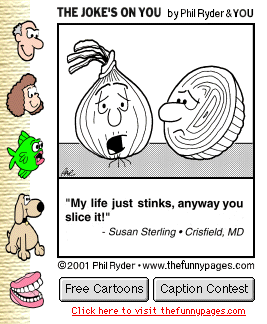 THE JOKE'S ON YOU by Phil Ryder & YOU
"My life just stinks, anyway you
slice it!"
- Susan Sterling • Crisfield, MD
©2001 Phil Ryder • www.thefunnypages.com
Free Cartoons
Caption Contest
Click here to visit thefunnypages.com